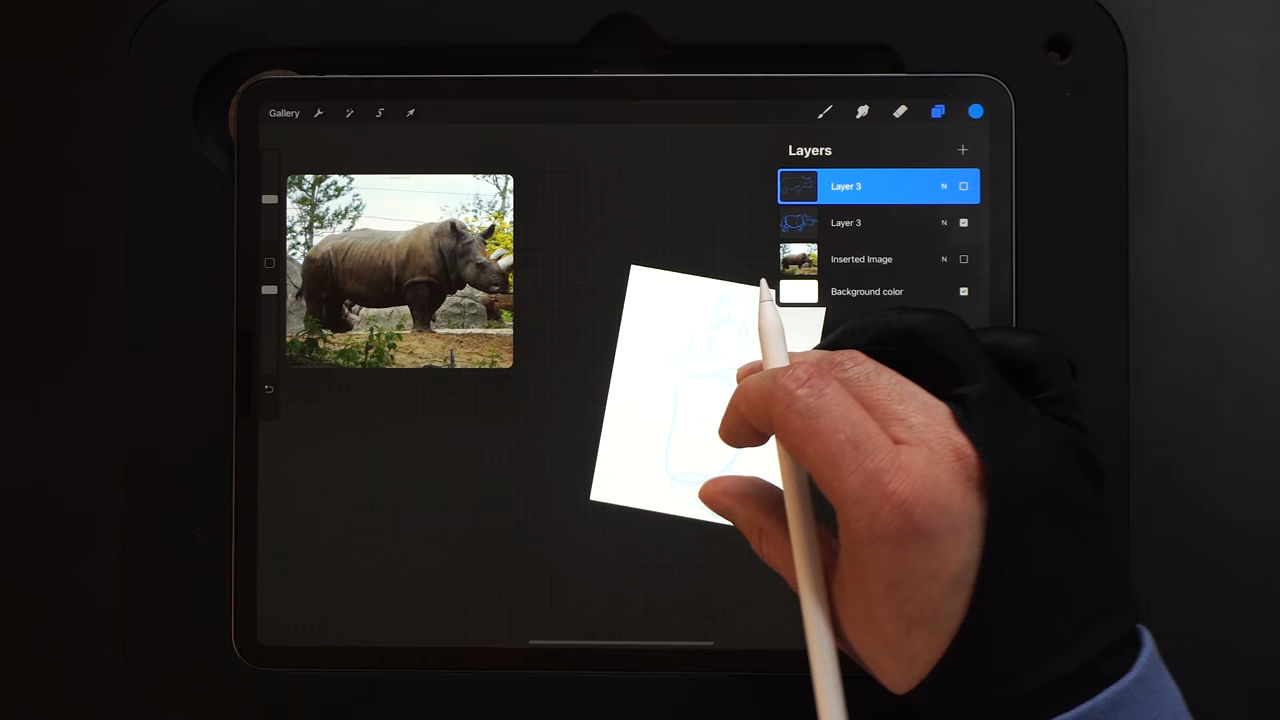 Gallery
Layers
Layer 3 N
Layer 3 N
Inserted Image N
Background color